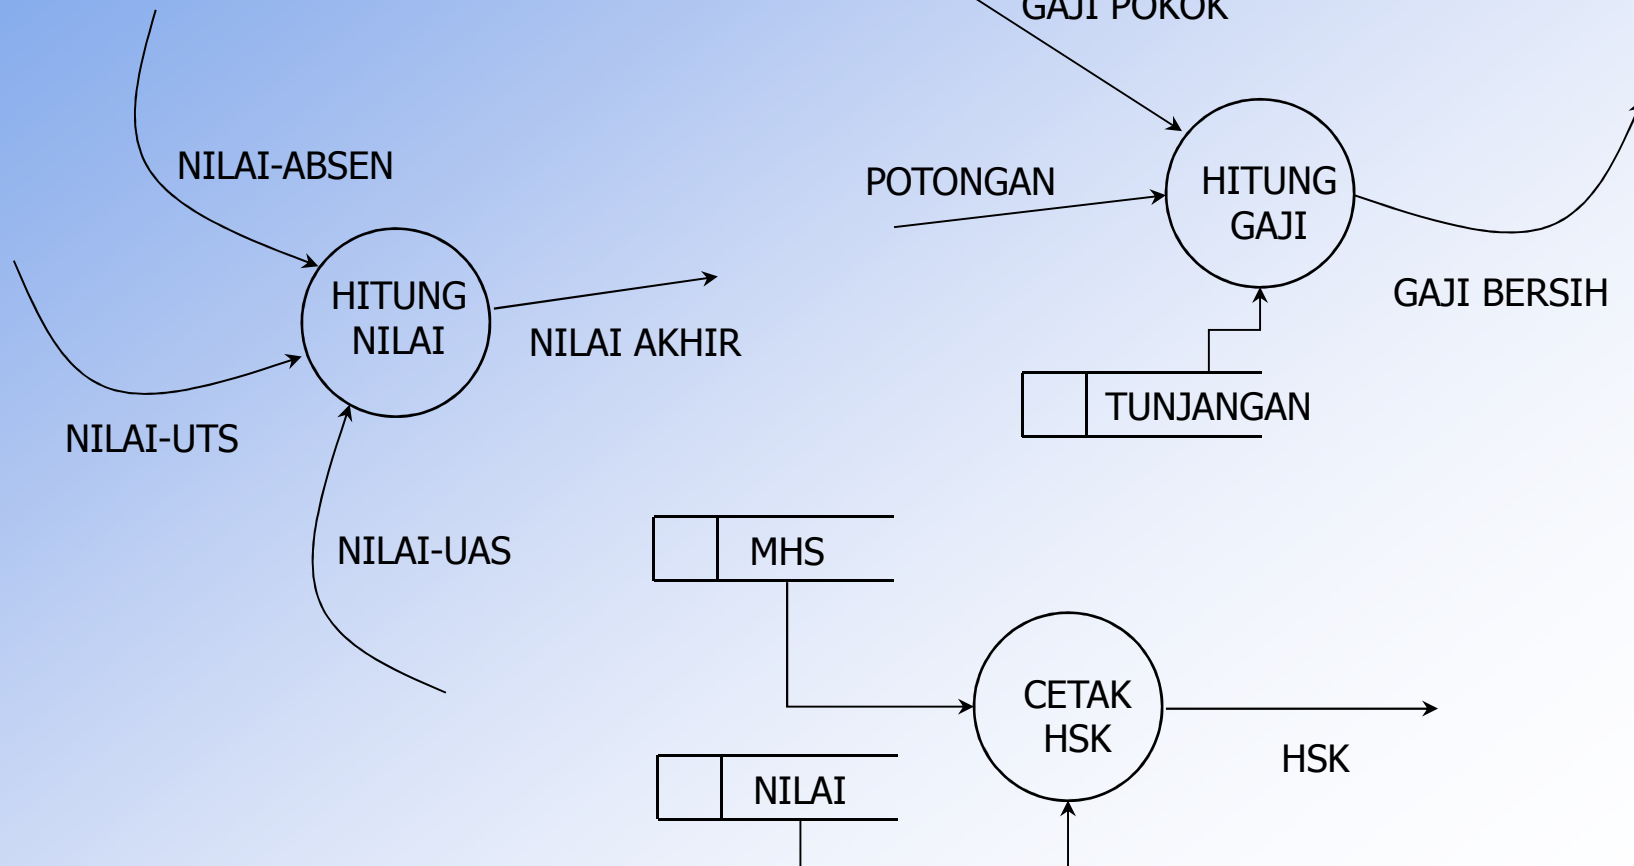 GAJI POKOK
NILAI-ABSEN
POTONGAN
HITUNG
GAJI
HITUNG
NILAI
NILAI AKHIR
GAJI BERSIH
NILAI-UTS
TUNJANGAN
NILAI-UAS
MHS
CETAK
HSK
HSK
NILAI